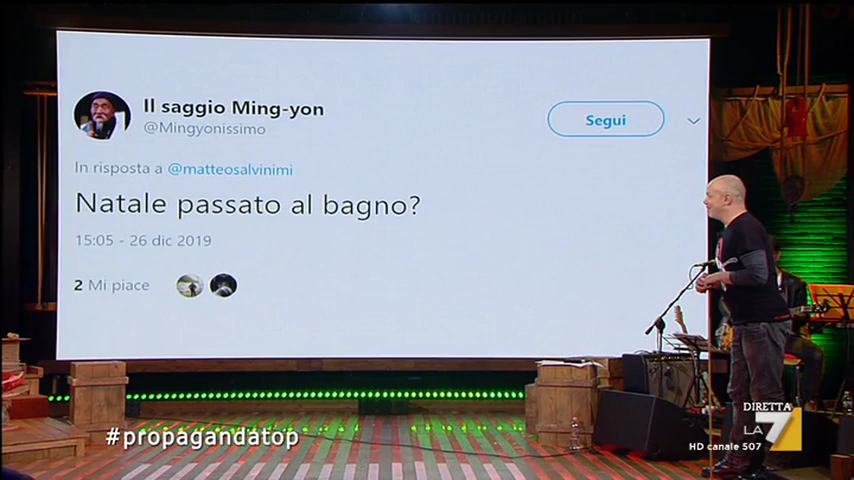 Il saggio Ming-yon
@Mingyonissimo
Segui
In risposta a @matteosalvinimi
Natale passato al bagno?
15:05 - 26 dic 2019
2 Mi piace
#propagandatop
DIRETTA
LA7
HD canale 507